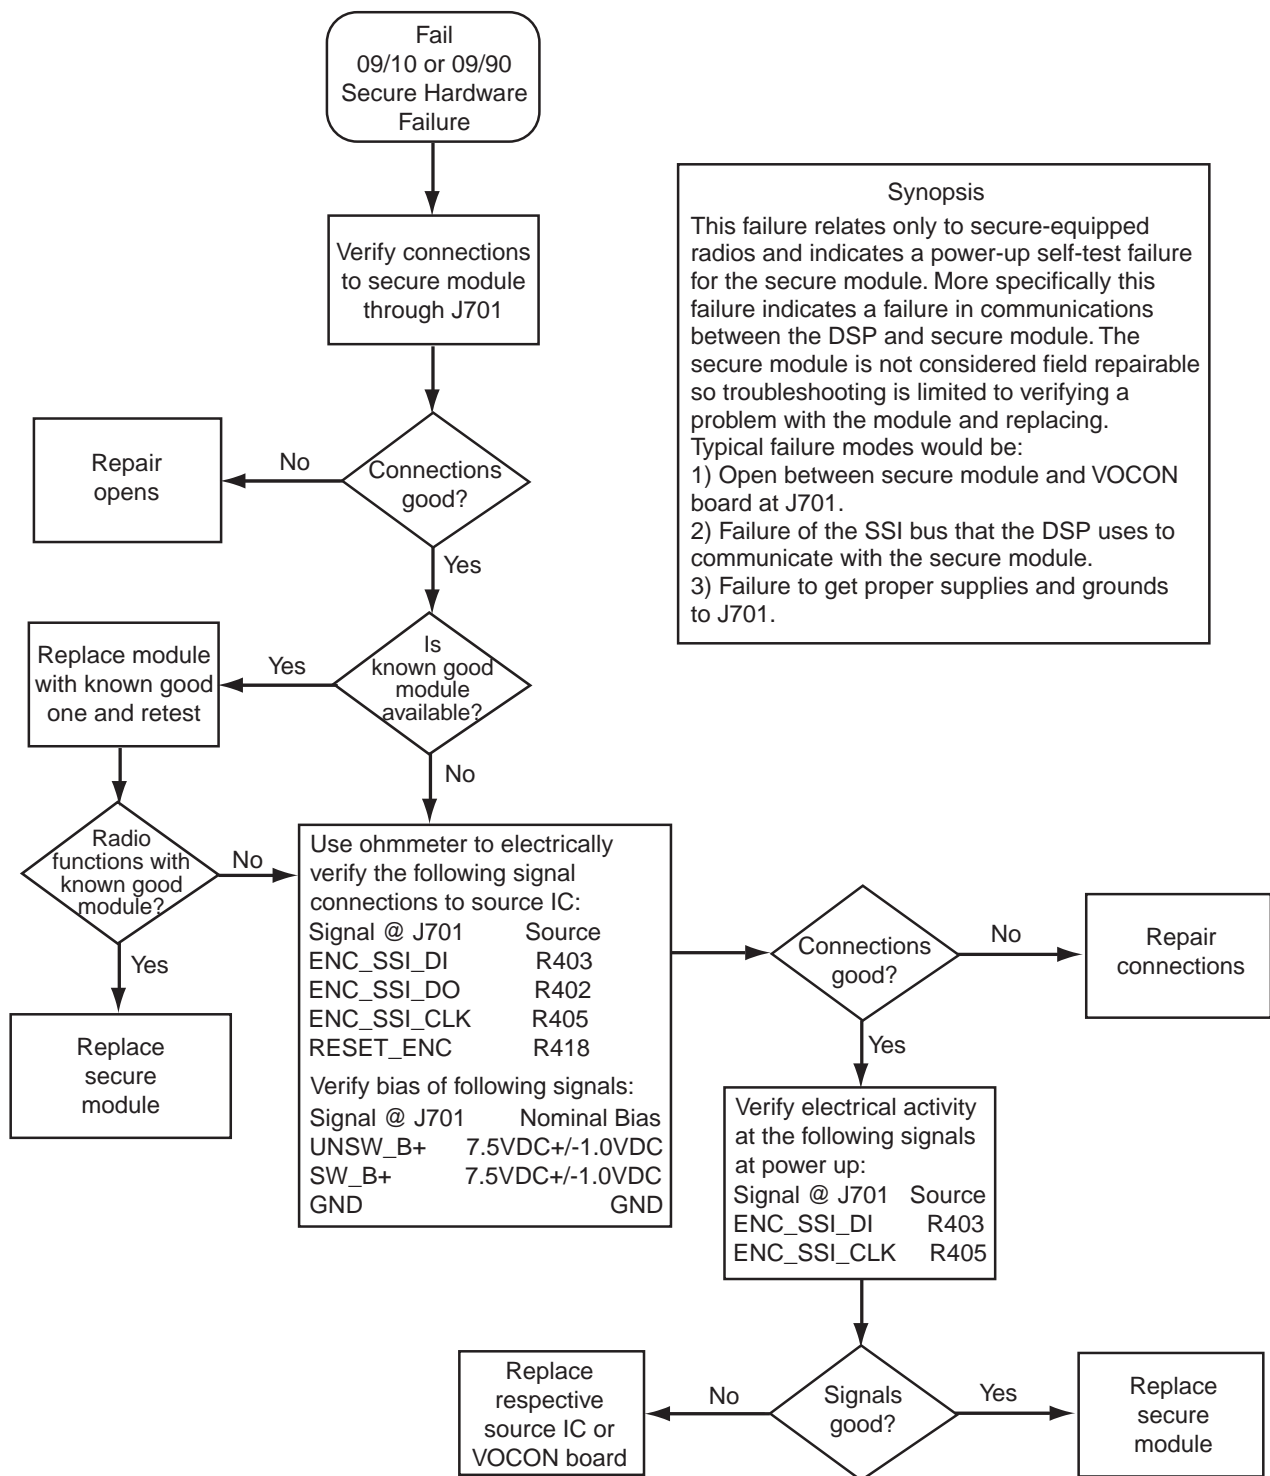 Fail
09/10 or 09/90
Secure Hardware
Failure
Verify connections
to secure module
through J701
Synopsis
This failure relates only to secure-equipped
radios and indicates a power-up self-test failure
for the secure module. More specifically this
failure indicates a failure in communications
between the DSP and secure module. The
secure module is not considered field repairable
so troubleshooting is limited to verifying a
problem with the module and replacing.
Typical failure modes would be:
1) Open between secure module and VOCON
board at J701.
2) Failure of the SSI bus that the DSP uses to
communicate with the secure module.
3) Failure to get proper supplies and grounds
to J701.
Connections
good?
No
Repair
opens
Yes
Is
known good
module
available?
Yes
Replace module
with known good
one and retest
No
Radio
functions with
known good
module?
No
Yes
Replace
secure
module
Use ohmmeter to electrically
verify the following signal
connections to source IC:
Signal @ J701 Source
ENC_SSI_DI R403
ENC_SSI_DO R402
ENC_SSI_CLK R405
RESET_ENC R418
Verify bias of following signals:
Signal @ J701 Nominal Bias
UNSW_B+ 7.5VDC+/-1.0VDC
SW_B+ 7.5VDC+/-1.0VDC
GND GND
Connections
good?
No
Repair
connections
Yes
Verify electrical activity
at the following signals
at power up:
Signal @ J701 Source
ENC_SSI_DI R403
ENC_SSI_CLK R405
Signals
good?
No
Replace
respective
source IC or
VOCON board
Yes
Replace
secure
module